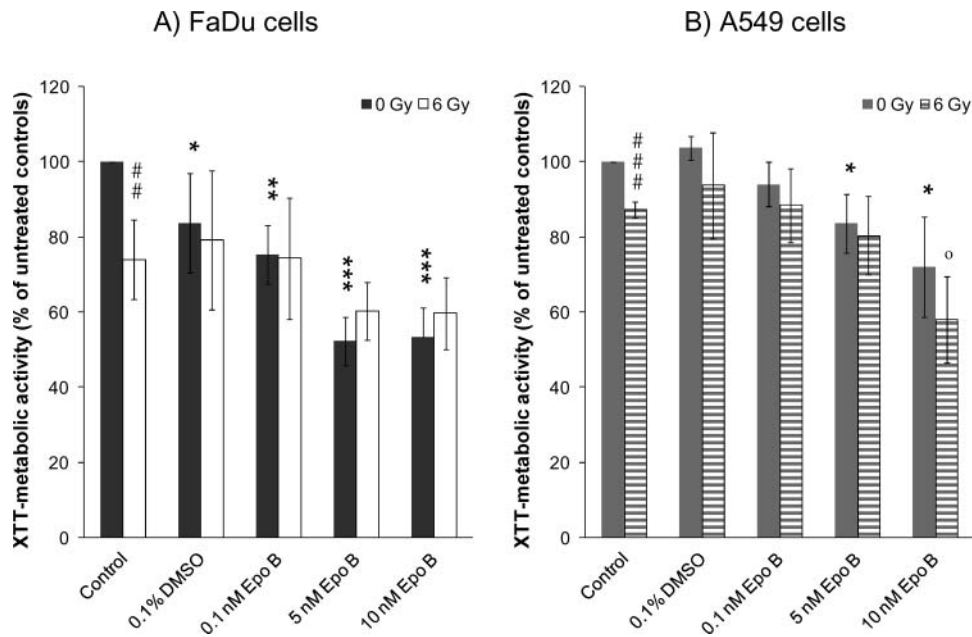 A) FaDu cells
XTT-metabolic activity (% of untreated controls)
120
100
80
60
40
20
0
0 Gy 6 Gy
##
*
**
***
***
Control
0.1% DMSO
0.1 nM Epo B
5 nM Epo B
10 nM Epo B
B) A549 cells
XTT-metabolic activity (% of untreated controls)
120
100
80
60
40
20
0
0 Gy 6 Gy
###
*
*
o
Control
0.1% DMSO
0.1 nM Epo B
5 nM Epo B
10 nM Epo B